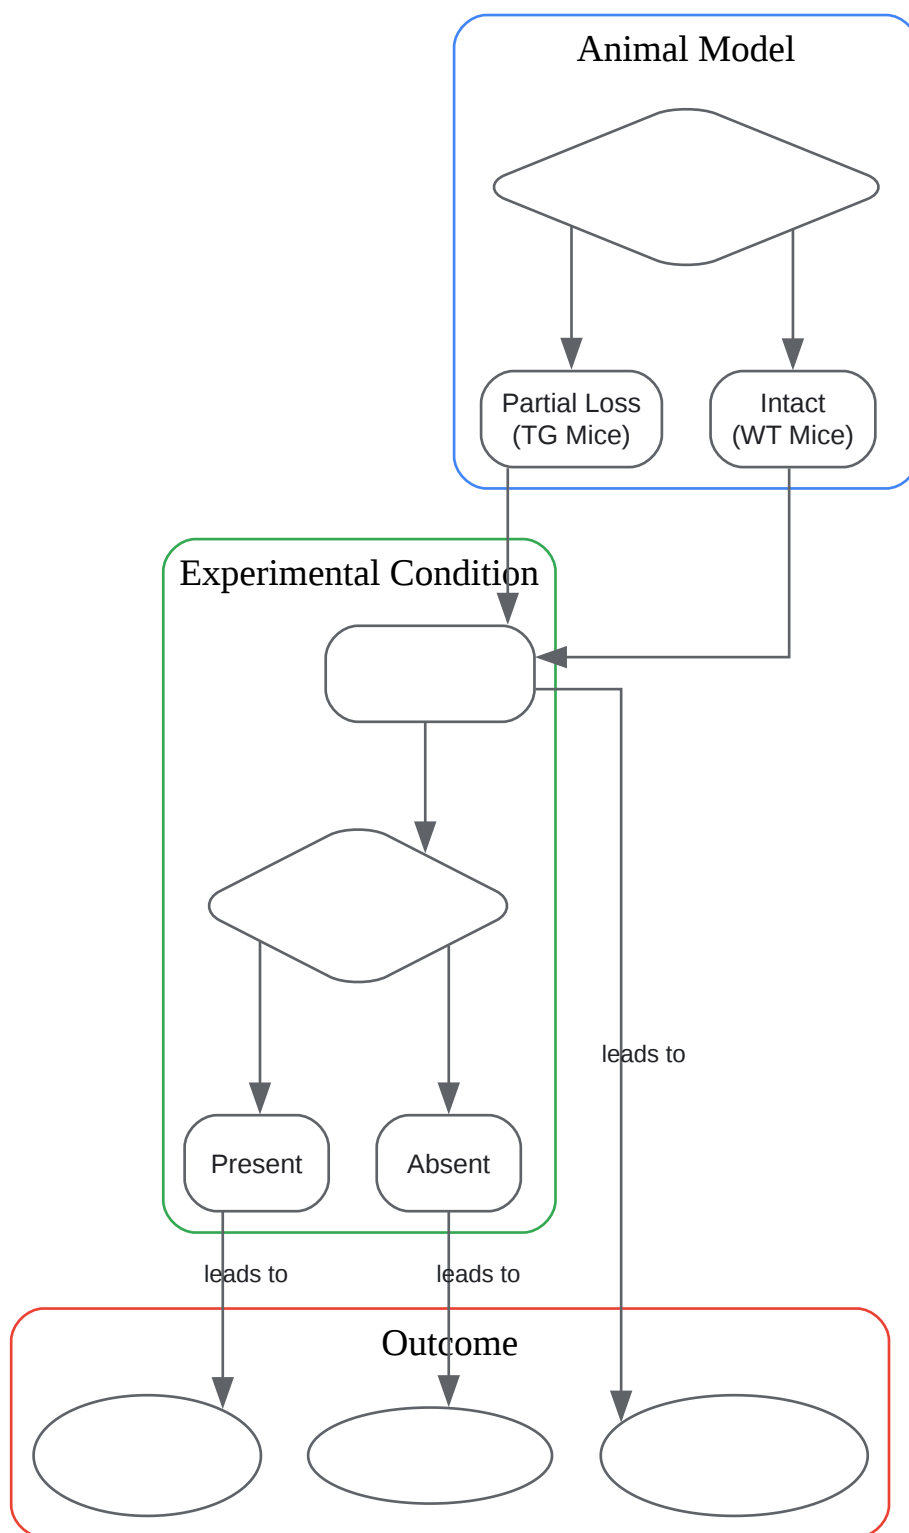 Animal Model
Partial Loss
(TG Mice)
Intact
(WT Mice)
Experimental Condition
leads to
Present
Absent
leads to
leads to
Outcome